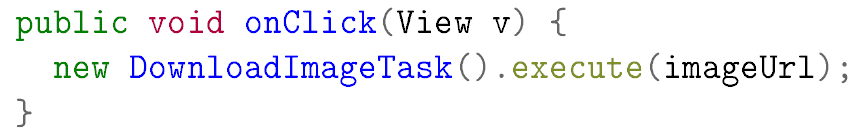 public void onClick(View v) {
  new DownloadImageTask().execute(imageUrl);
}